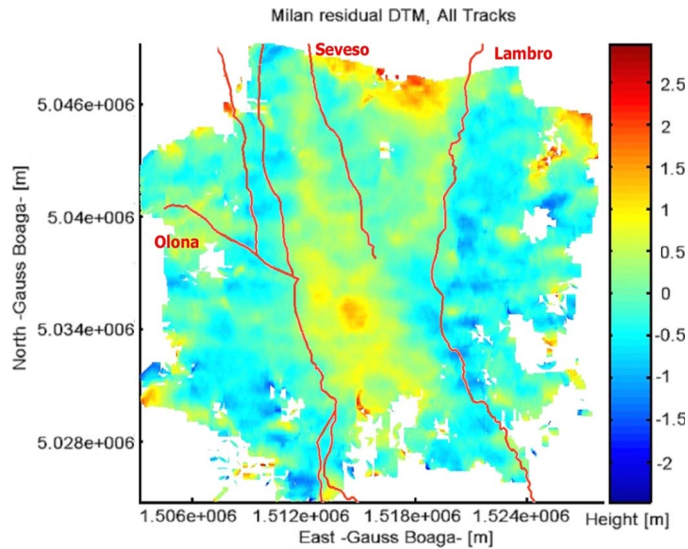 Milan residual DTM, All Tracks
Seveso
Lambro
Olona
5.046e+006
5.04e+006
5.034e+006
5.028e+006
North -Gauss Boaga- [m]
1.506e+006 1.512e+006 1.518e+006 1.524e+006
East -Gauss Boaga- [m]
2.5
2
1.5
1
0.5
0
-0.5
-1
-1.5
-2
Height [m]